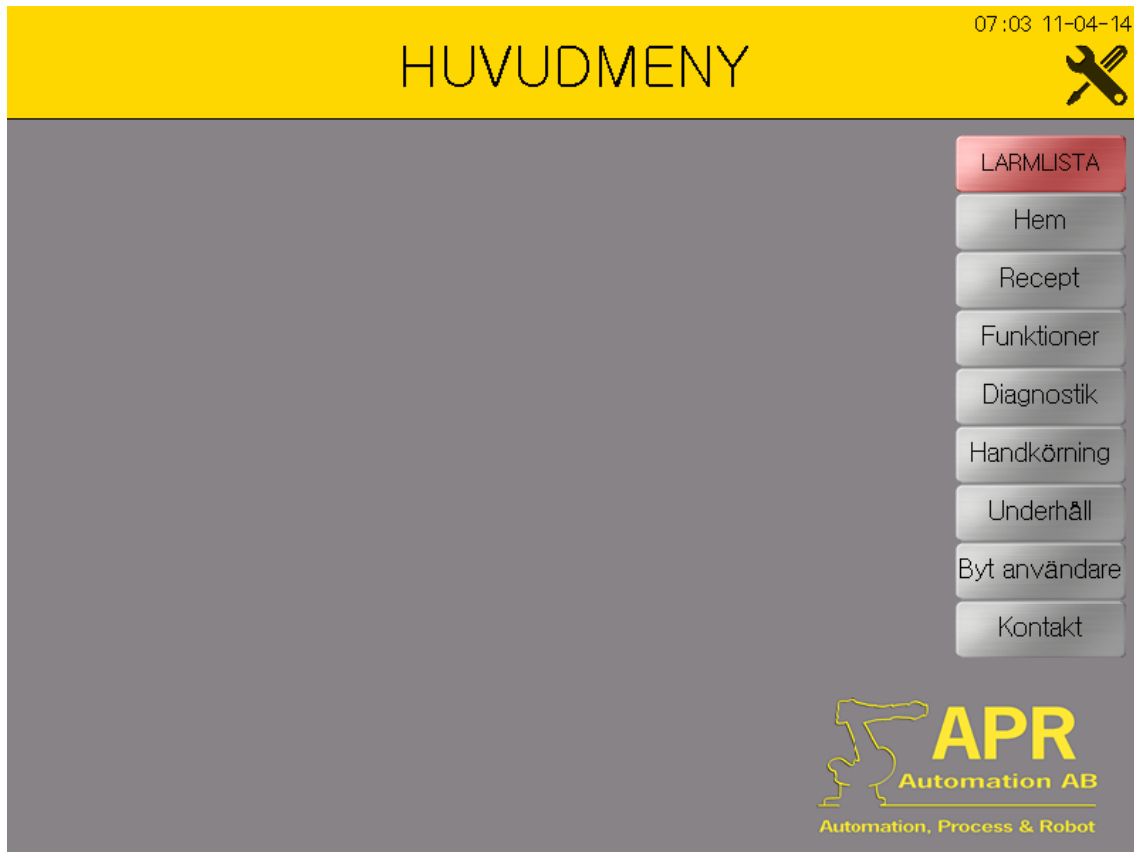 07:03 11-04-14
HUVUDMENY
LARMLISTA
Hem
Recept
Funktioner
Diagnostik
Handkörning
Underhåll
Byt användare
Kontakt
APR
Automation AB
Automation, Process & Robot